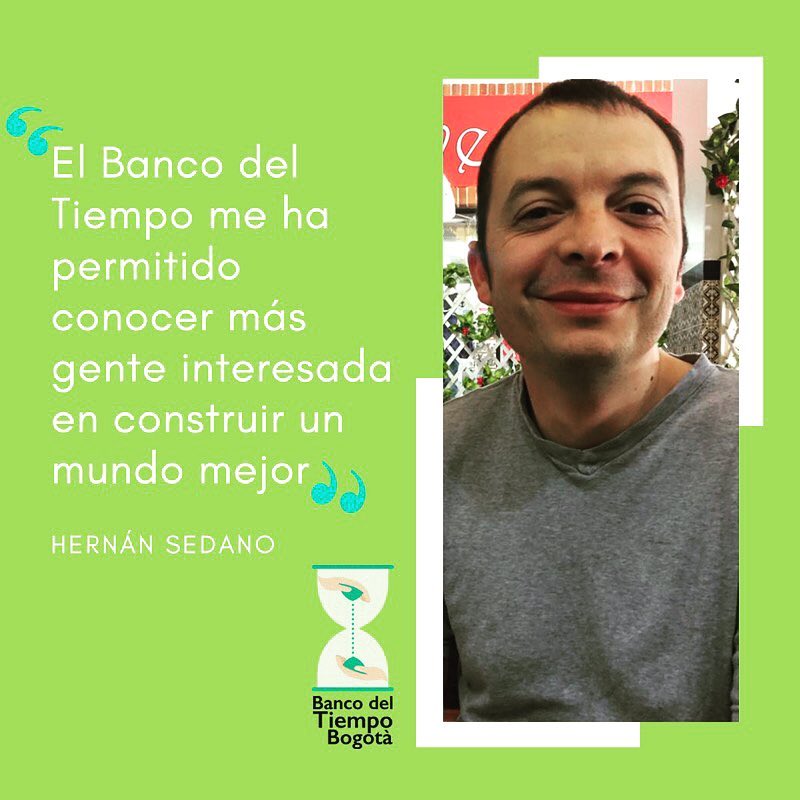 “El Banco del
Tiempo me ha
permitido
conocer más
gente interesada
en construir un
mundo mejor”
HERNÁN SEDANO
Banco del
Tiempo
Bogotà